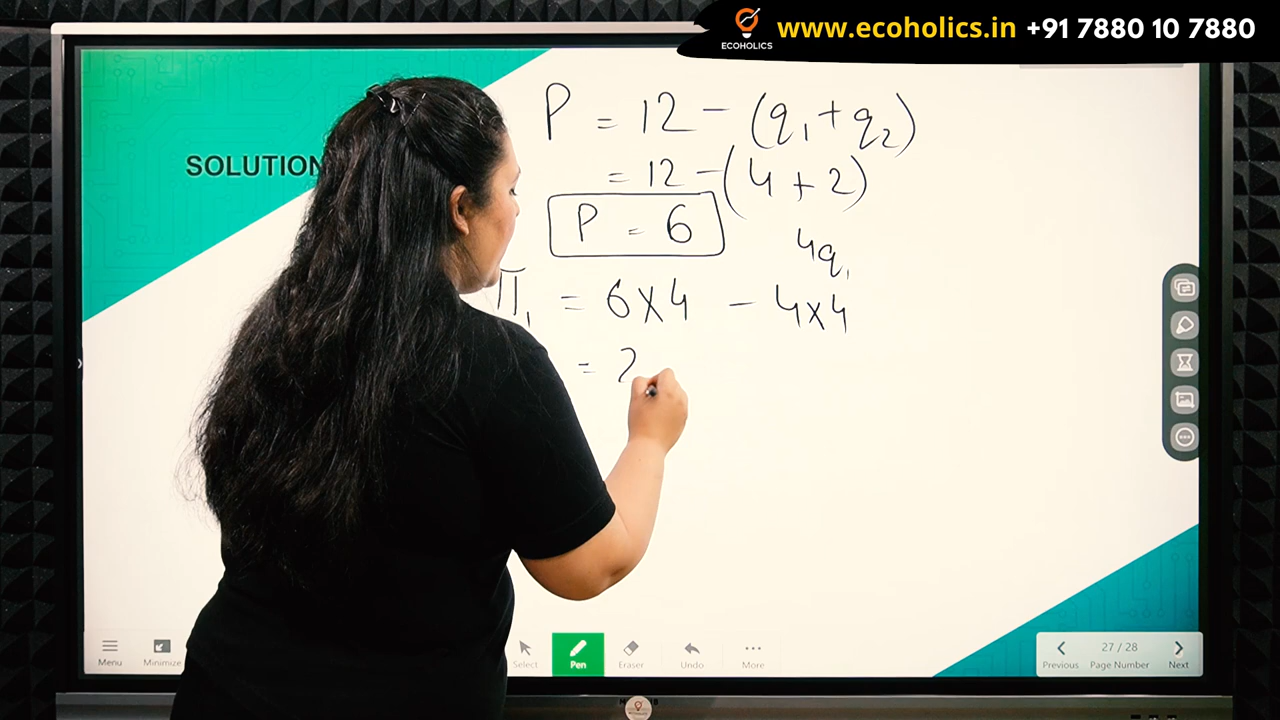 ECOHOLICS
www.ecoholics.in +91 7880 10 7880
SOLUTION
P = 12 - (q₁ + q₂)
= 12 - (4 + 2)
P = 6
4q₁
Π₁ = 6×4 - 4×4
= 2
Menu
Minimize
Select
Pen
Eraser
Undo
More
Previous
27 / 28
Page Number
Next